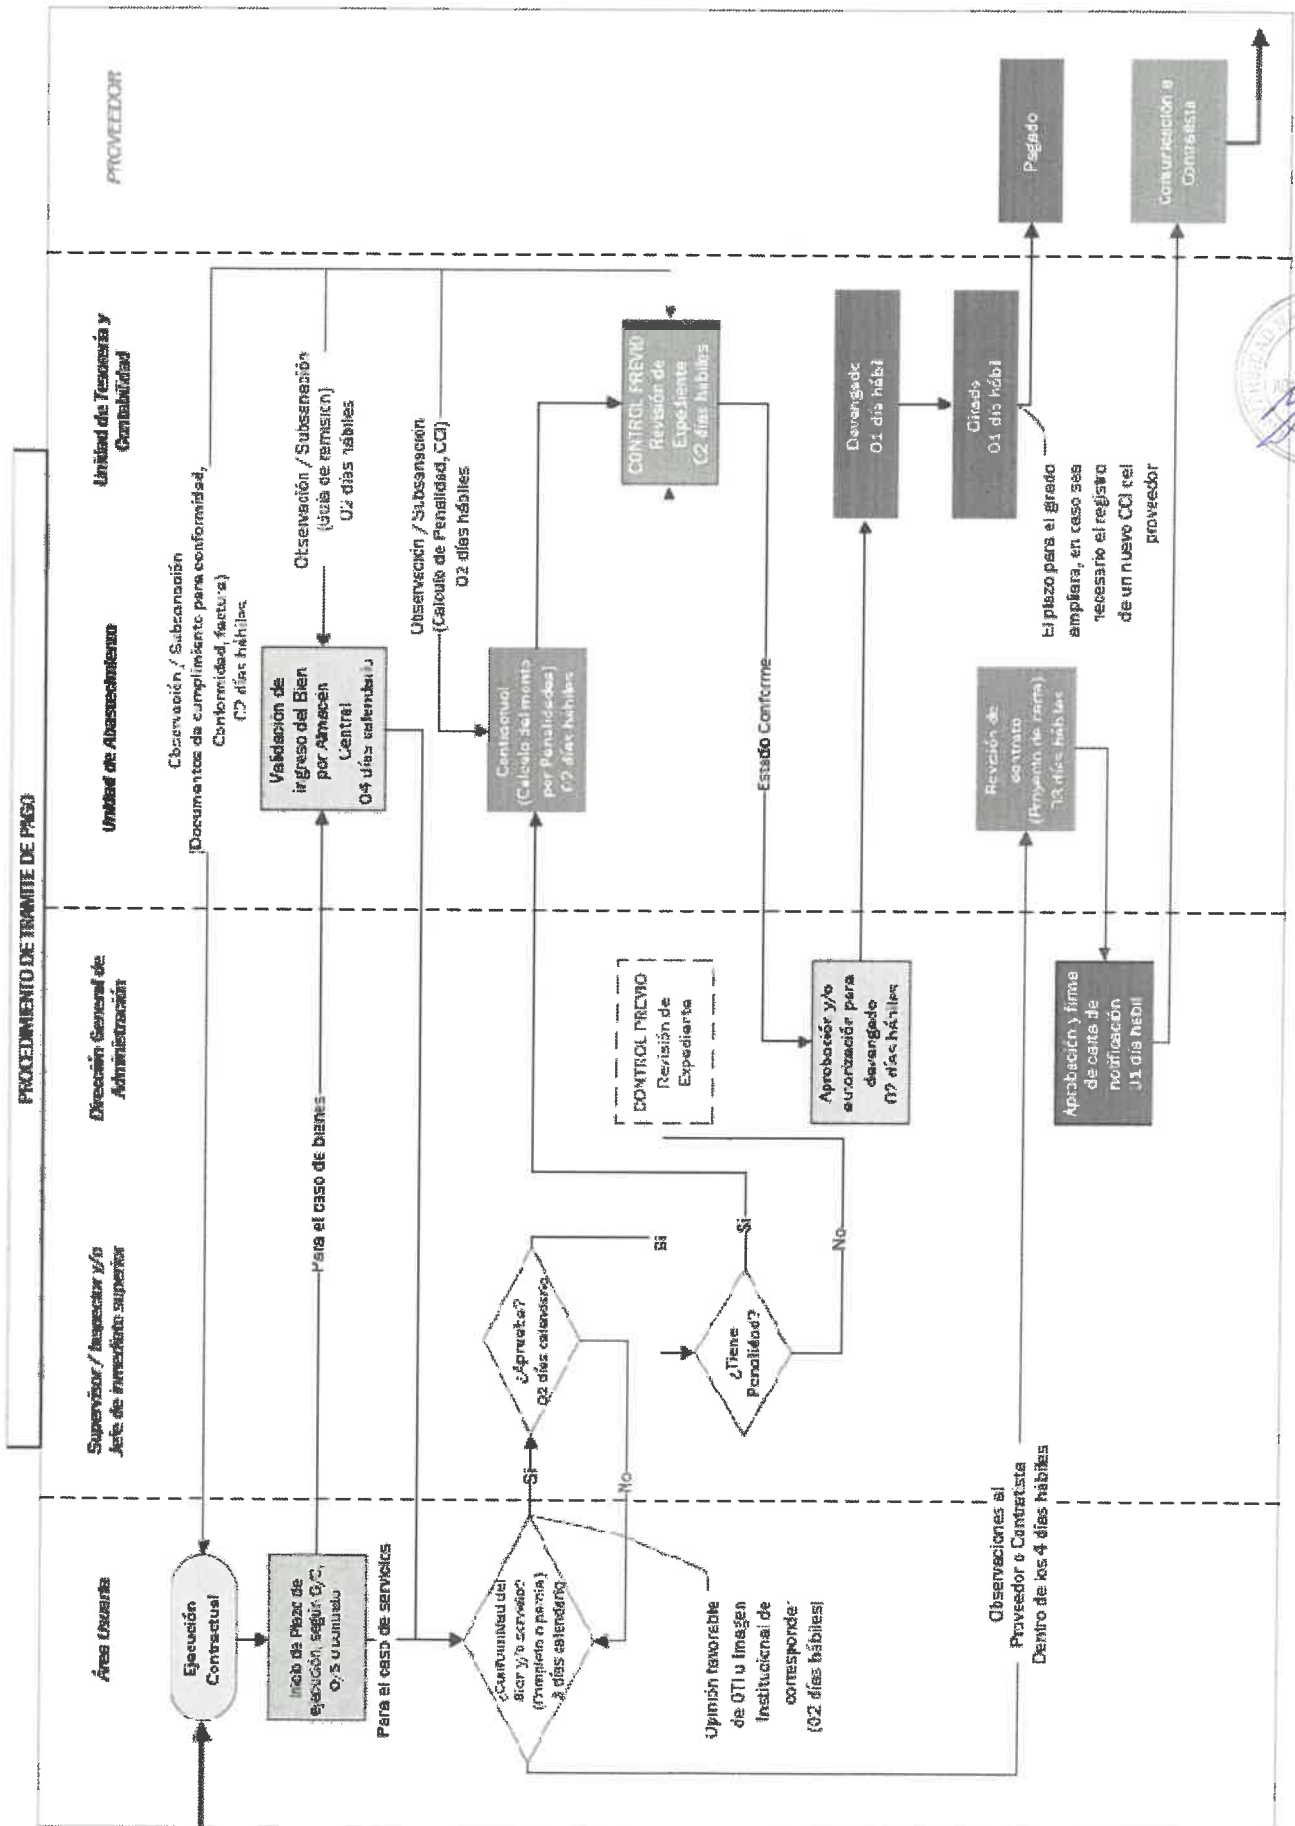 PROCEDIMIENTO DE TRAMITE DE PAGO
Área Usuaria
Supervisor / Inspector y/o
Jefe de inmediato superior
Dirección General de
Administración
Unidad de Abastecimiento
Unidad de Tesorería y
Contabilidad
PROVEEDOR
Ejecución
Contractual
Observación / Subsanación
(Documentos de cumplimiento para conformidad,
Conformidad, factura)
02 días hábiles
Inicio de Plazo de
ejecución, según O/C,
O/S o contrato
Para el caso de bienes
Validación de
ingreso del Bien
por Almacen
Central
04 días calendario
Observación / Subsanación
(Guia de remisión)
02 días hábiles
Para el caso de servicios
Observación / Subsanación
(Calculo de Penalidad, CCI)
02 días hábiles
¿Conformidad del
Bien y/o servicio?
(Completo o parcial)
días calendario
Si
¿Aprueba?
02 días calendario
Si
No
Contractual
(Calculo del monto
por Penalidades)
02 días hábiles
CONTROL PREVIO
Revisión de
Expediente
CONTROL PREVIO
Revisión de
Expediente
02 días hábiles
Opinión favorable
de OTI u Imagen
Institucional de
corresponder
(02 días hábiles)
¿Tiene
Penalidad?
Si
No
Estado Conforme
Aprobación y/o
autorización para
devengado
02 días hábiles
Devengado
01 día hábil
Girado
01 día hábil
Pagado
El plazo para el girado
ampliara, en caso sea
necesario el registro
de un nuevo CCI del
proveedor
Observaciones al
Proveedor o Contratista
Dentro de los 4 días hábiles
Revisión de
contrato
(Proyecto de carta)
03 días hábiles
Aprobación y firma
de carta de
notificación
01 día hábil
Comunicación a
Contratista